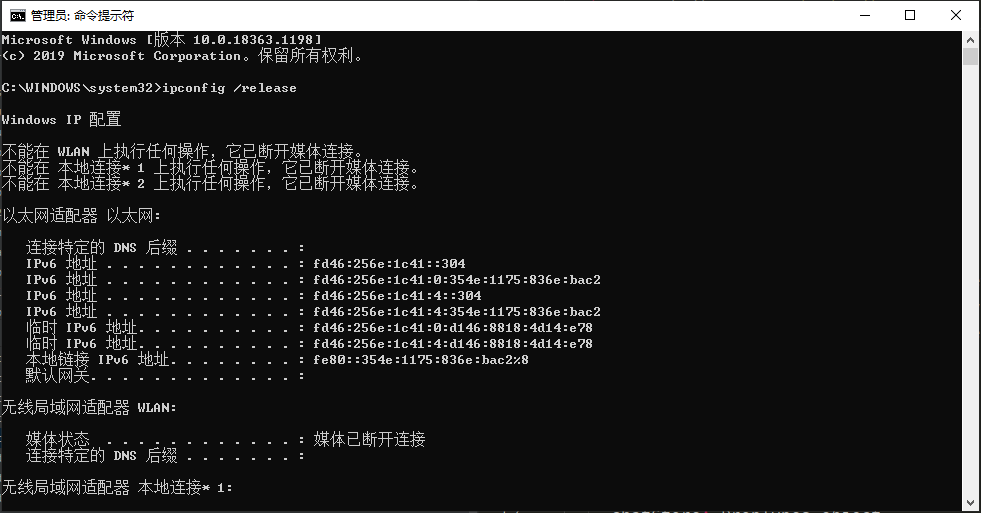 管理员: 命令提示符
Microsoft Windows [版本 10.0.18363.1198]
(c) 2019 Microsoft Corporation。保留所有权利。
C:\WINDOWS\system32>ipconfig /release
Windows IP 配置
不能在 WLAN 上执行任何操作，它已断开媒体连接。
不能在 本地连接* 1 上执行任何操作，它已断开媒体连接。
不能在 本地连接* 2 上执行任何操作，它已断开媒体连接。
以太网适配器 以太网:
连接特定的 DNS 后缀 . . . . . . . :
IPv6 地址 . . . . . . . . . . . . : fd46:256e:1c41::304
IPv6 地址 . . . . . . . . . . . . : fd46:256e:1c41:0:354e:1175:836e:bac2
IPv6 地址 . . . . . . . . . . . . : fd46:256e:1c41:4::304
IPv6 地址 . . . . . . . . . . . . : fd46:256e:1c41:4:354e:1175:836e:bac2
临时 IPv6 地址. . . . . . . . . . : fd46:256e:1c41:0:d146:8818:4d14:e78
临时 IPv6 地址. . . . . . . . . . : fd46:256e:1c41:4:d146:8818:4d14:e78
本地链接 IPv6 地址. . . . . . . . : fe80::354e:1175:836e:bac2%8
默认网关. . . . . . . . . . . . . :
无线局域网适配器 WLAN:
媒体状态  . . . . . . . . . . . . : 媒体已断开连接
连接特定的 DNS 后缀 . . . . . . . :
无线局域网适配器 本地连接* 1: